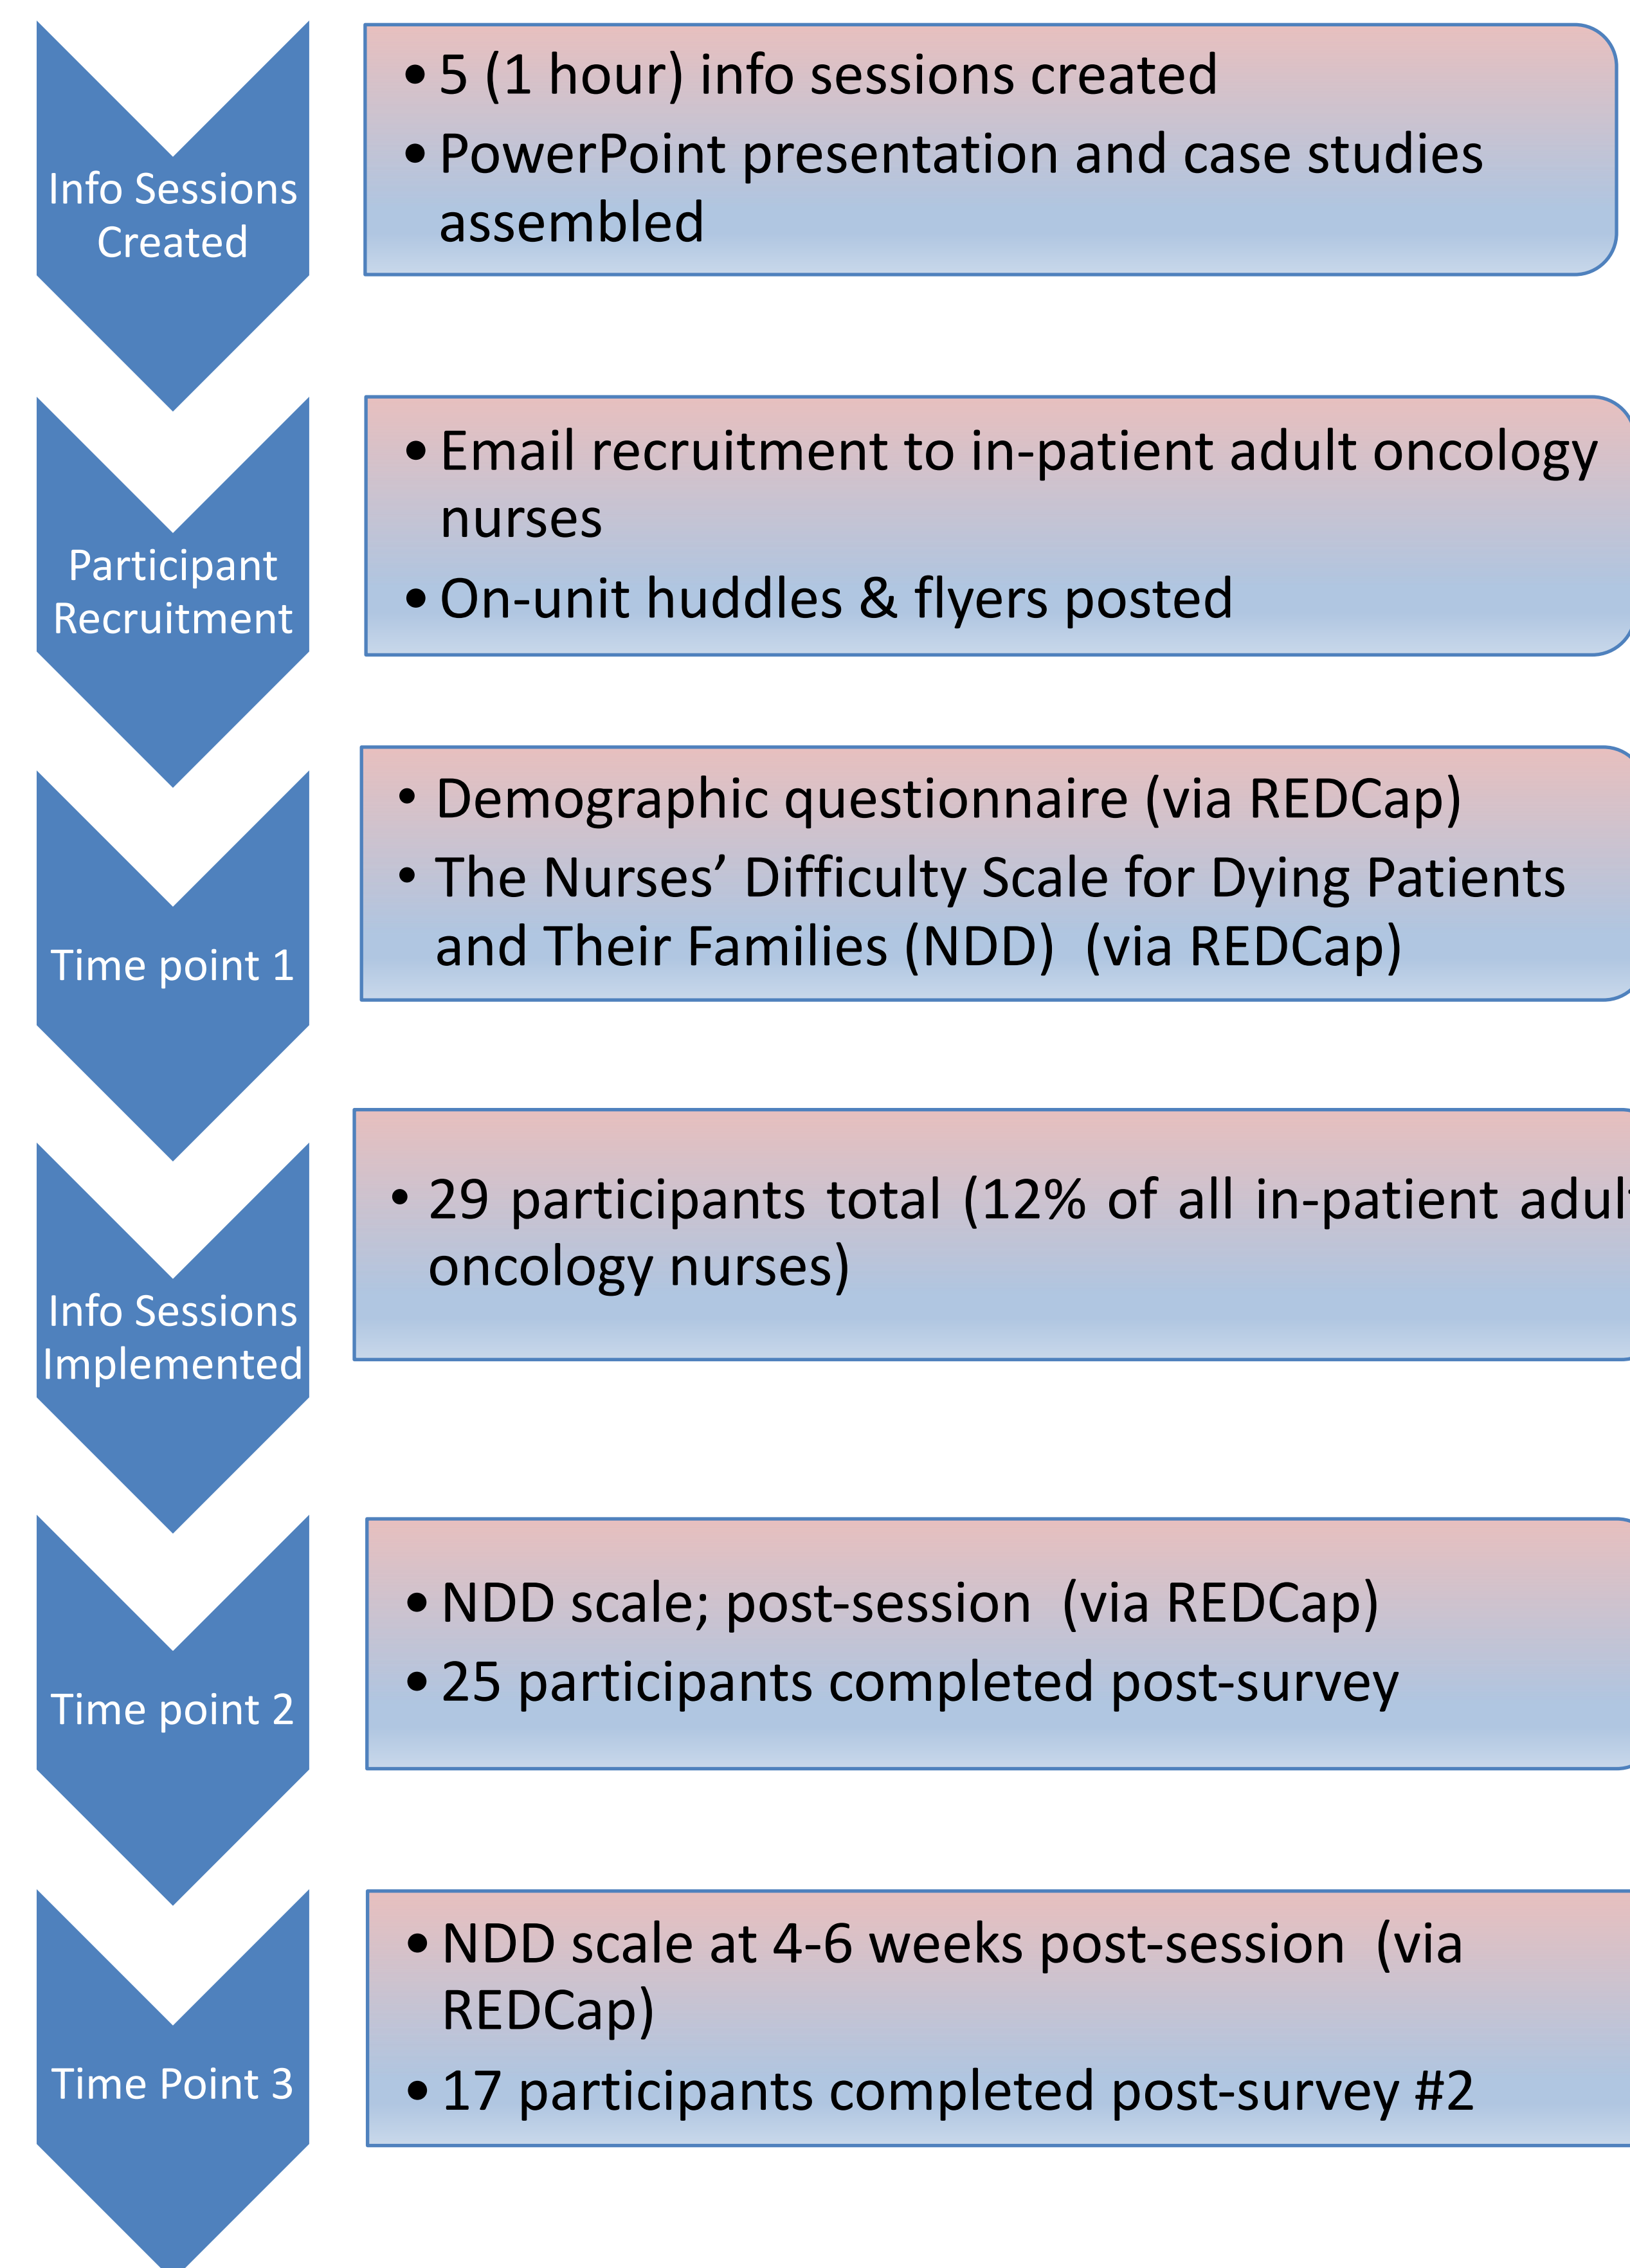 Info Sessions
Created
• 5 (1 hour) info sessions created
• PowerPoint presentation and case studies
assembled
Participant
Recruitment
• Email recruitment to in-patient adult oncology
nurses
• On-unit huddles & flyers posted
Time point 1
• Demographic questionnaire (via REDCap)
• The Nurses’ Difficulty Scale for Dying Patients
and Their Families (NDD) (via REDCap)
Info Sessions
Implemented
• 29 participants total (12% of all in-patient adult
oncology nurses)
Time point 2
• NDD scale; post-session (via REDCap)
• 25 participants completed post-survey
Time Point 3
• NDD scale at 4-6 weeks post-session (via
REDCap)
• 17 participants completed post-survey #2